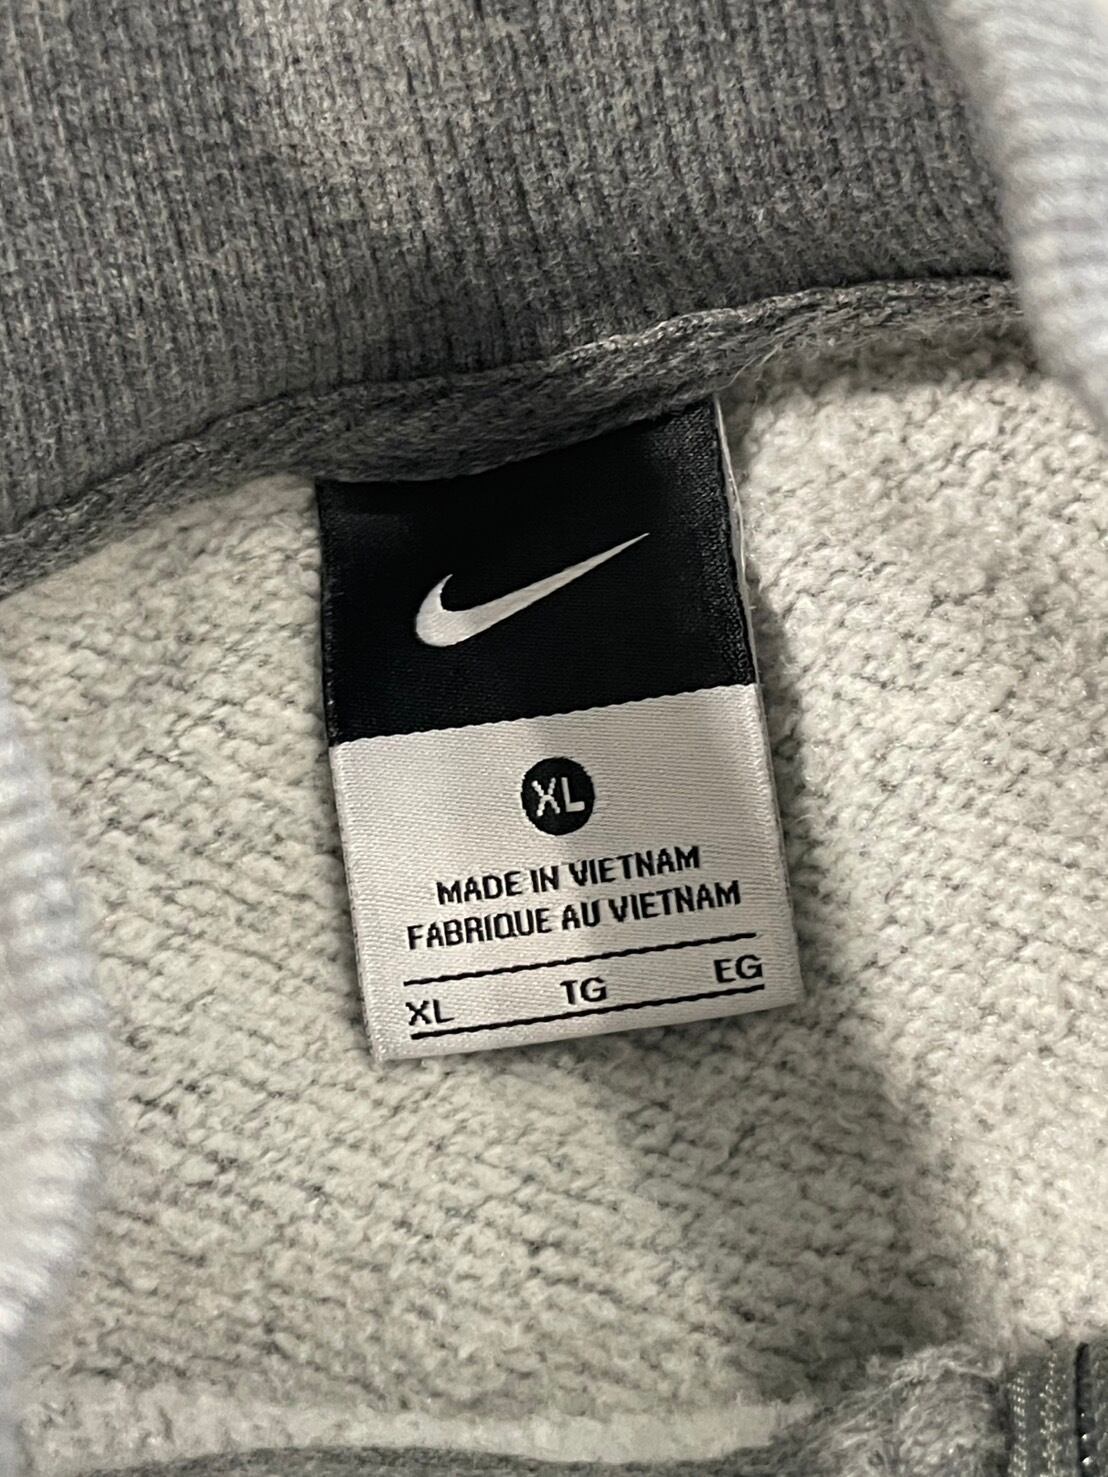 XL
MADE IN VIETNAM
FABRIQUE AU VIETNAM
XL TG EG